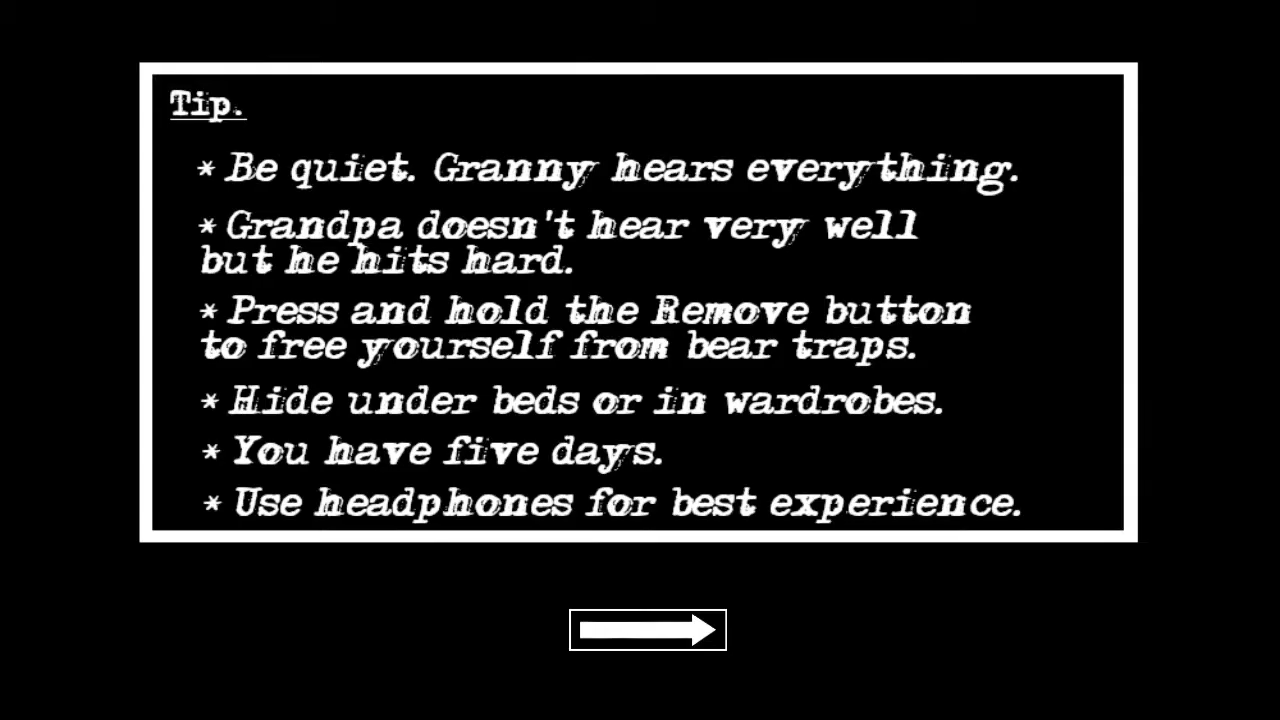 Tip.
* Be quiet. Granny hears everything.
* Grandpa doesn't hear very well
but he hits hard.
* Press and hold the Remove button
to free yourself from bear traps.
* Hide under beds or in wardrobes.
* You have five days.
* Use headphones for best experience.